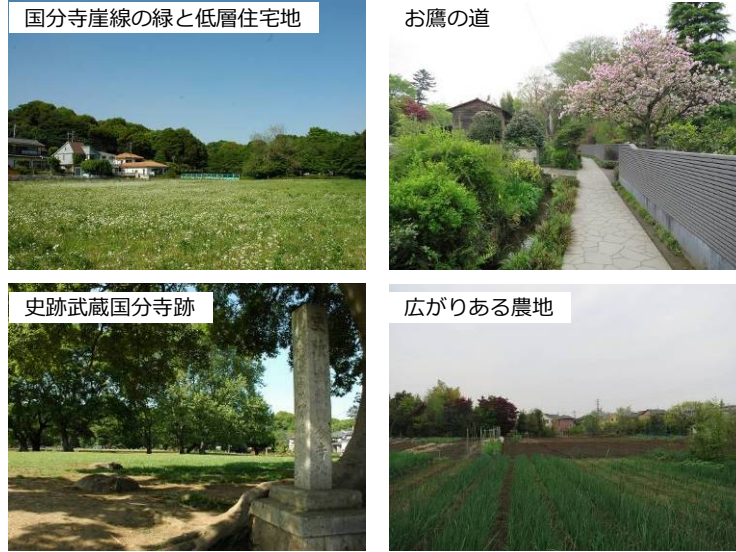 国分寺崖線の緑と低層住宅地
お鷹の道
史跡武蔵国分寺跡
広がりある農地